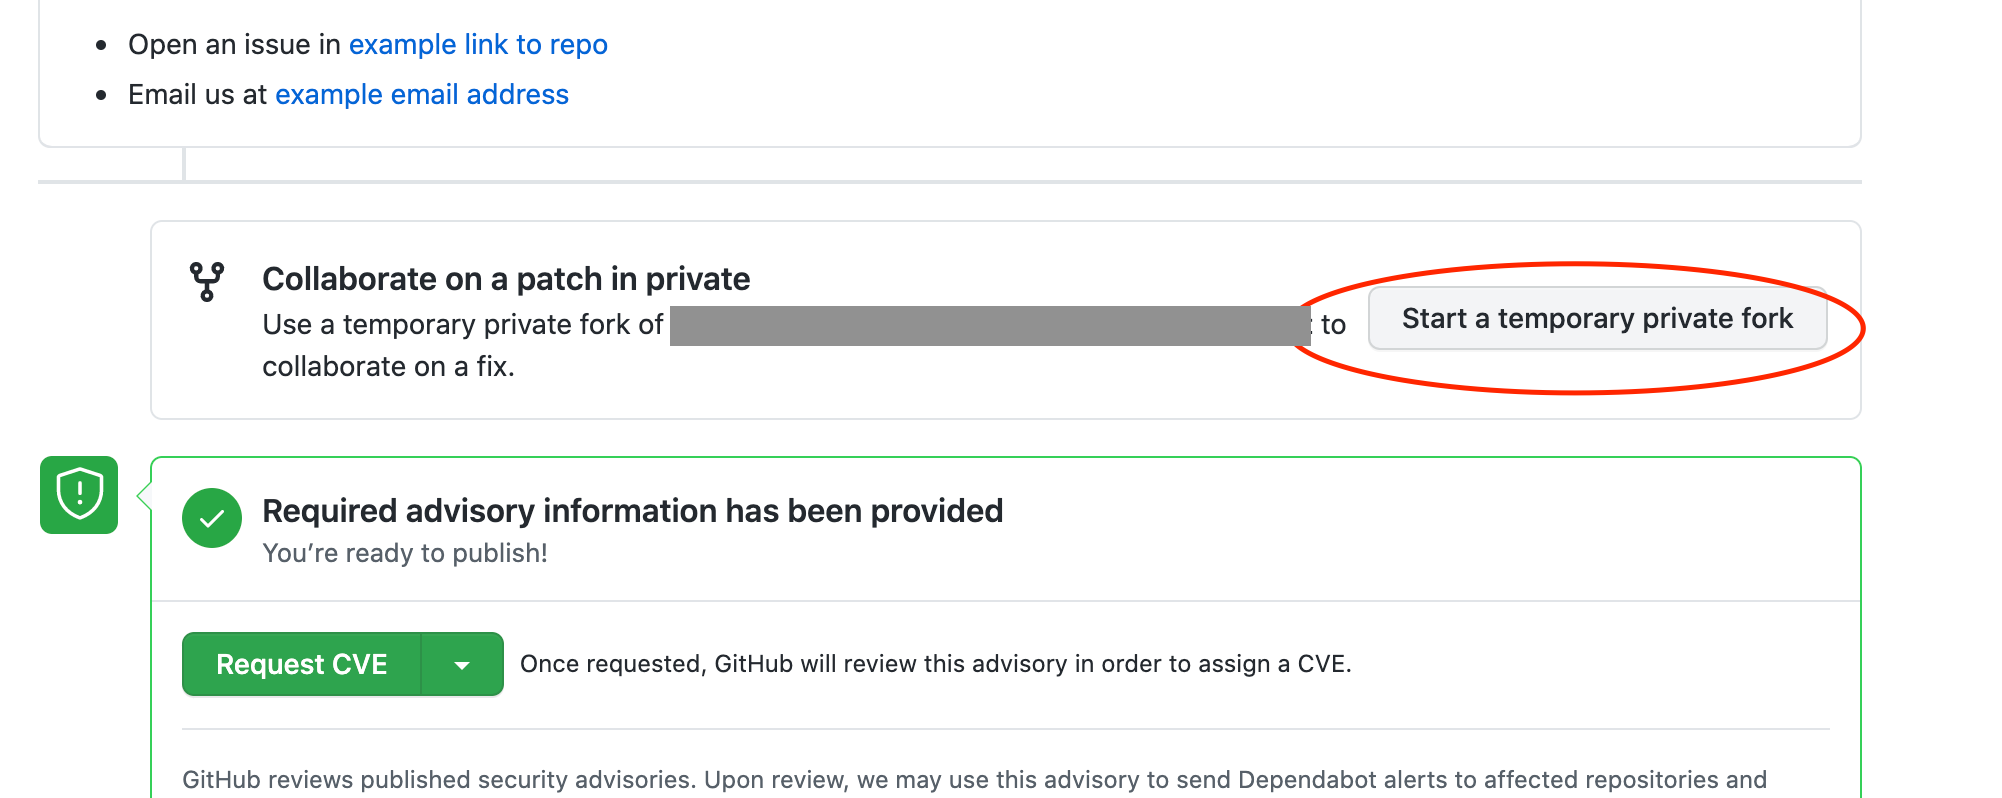 Open an issue in example link to repo
Email us at example email address
Collaborate on a patch in private
Use a temporary private fork of to
collaborate on a fix.
Start a temporary private fork
Required advisory information has been provided
You’re ready to publish!
Request CVE
Once requested, GitHub will review this advisory in order to assign a CVE.
GitHub reviews published security advisories. Upon review, we may use this advisory to send Dependabot alerts to affected repositories and